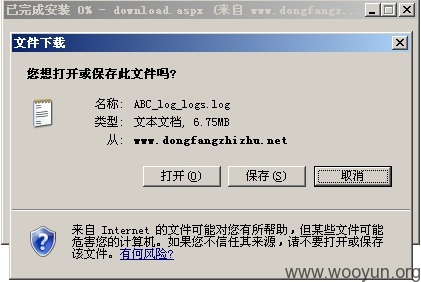 已完成安装 0% - download.aspx (来自 www.dongfangz...
文件下载
您想打开或保存此文件吗?
名称: ABC_log_logs.log
类型: 文本文档, 6.75MB
从: www.dongfangzhizhu.net
打开(O)
保存(S)
取消
来自 Internet 的文件可能对您有所帮助，但某些文件可能
危害您的计算机。如果您不信任其来源，请不要打开或保存
该文件。有何风险?
www.wooyun.org